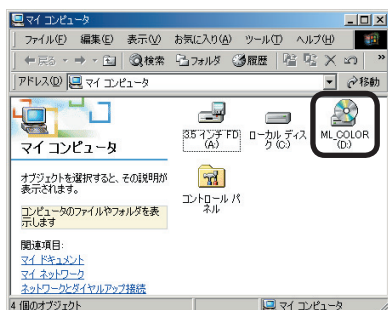 マイ コンピュータ
ファイル(F) 編集(E) 表示(V) お気に入り(A) ツール(T) ヘルプ(H)
戻る 検索 フォルダ 履歴
アドレス(D) マイ コンピュータ 移動
マイ コンピュータ
オブジェクトを選択すると、その説明が
表示されます。
コンピュータのファイルやフォルダを表
示します
関連項目:
マイ ドキュメント
マイ ネットワーク
ネットワークとダイヤルアップ接続
3.5 インチ FD
(A:)
ローカル ディス
ク (C:)
ML_COLOR
(D:)
コントロール パ
ネル
4 個のオブジェクト マイ コンピュータ